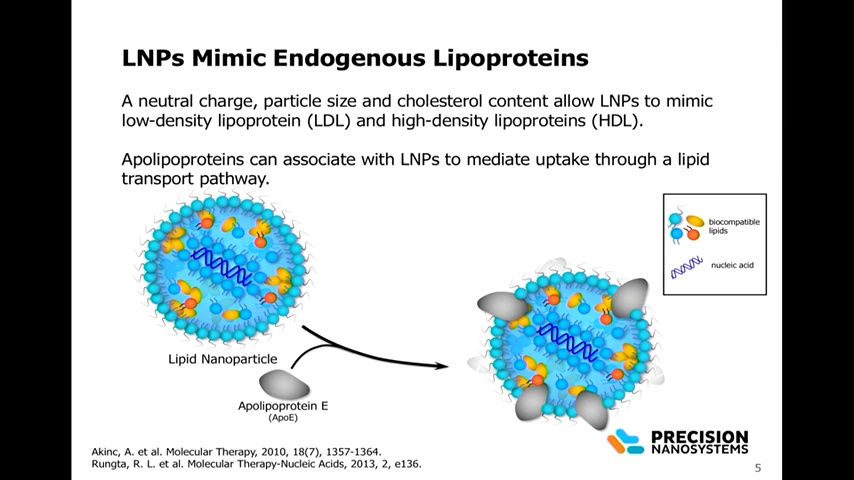 LNPs Mimic Endogenous Lipoproteins
A neutral charge, particle size and cholesterol content allow LNPs to mimic
low-density lipoprotein (LDL) and high-density lipoproteins (HDL).
Apolipoproteins can associate with LNPs to mediate uptake through a lipid
transport pathway.
biocompatible
lipids
nucleic acid
Lipid Nanoparticle
Apolipoprotein E
(ApoE)
Akinc, A. et al. Molecular Therapy, 2010, 18(7), 1357-1364.
Rungta, R. L. et al. Molecular Therapy-Nucleic Acids, 2013, 2, e136.
PRECISION
NANOSYSTEMS
5